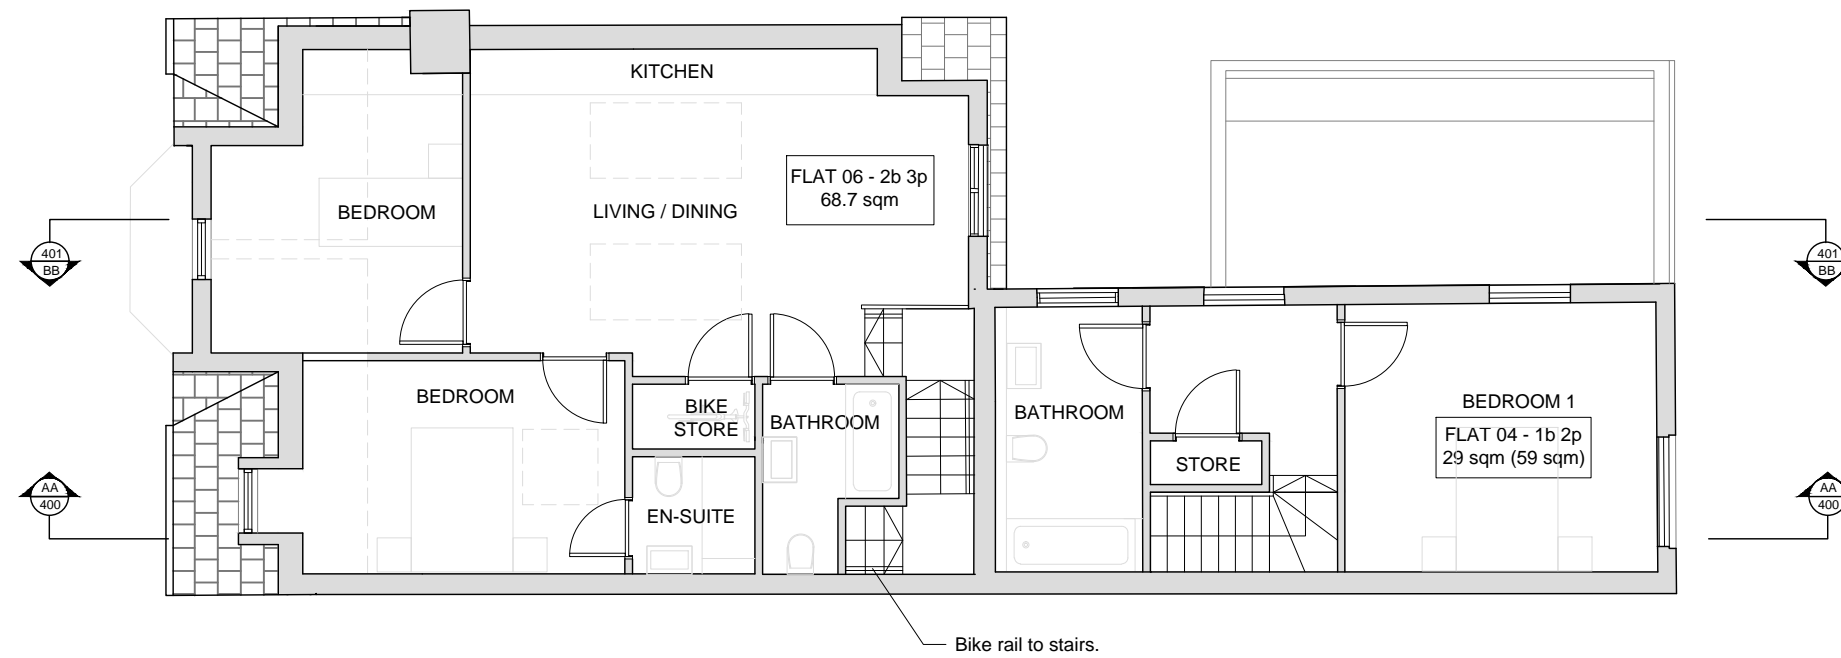 KITCHEN
FLAT 06 - 2b 3p
68.7 sqm
BEDROOM
LIVING / DINING
401
BB
401
BB
BEDROOM
BIKE
STORE
BATHROOM
BATHROOM
BEDROOM 1
FLAT 04 - 1b 2p
29 sqm (59 sqm)
STORE
AA
400
AA
400
EN-SUITE
Bike rail to stairs.